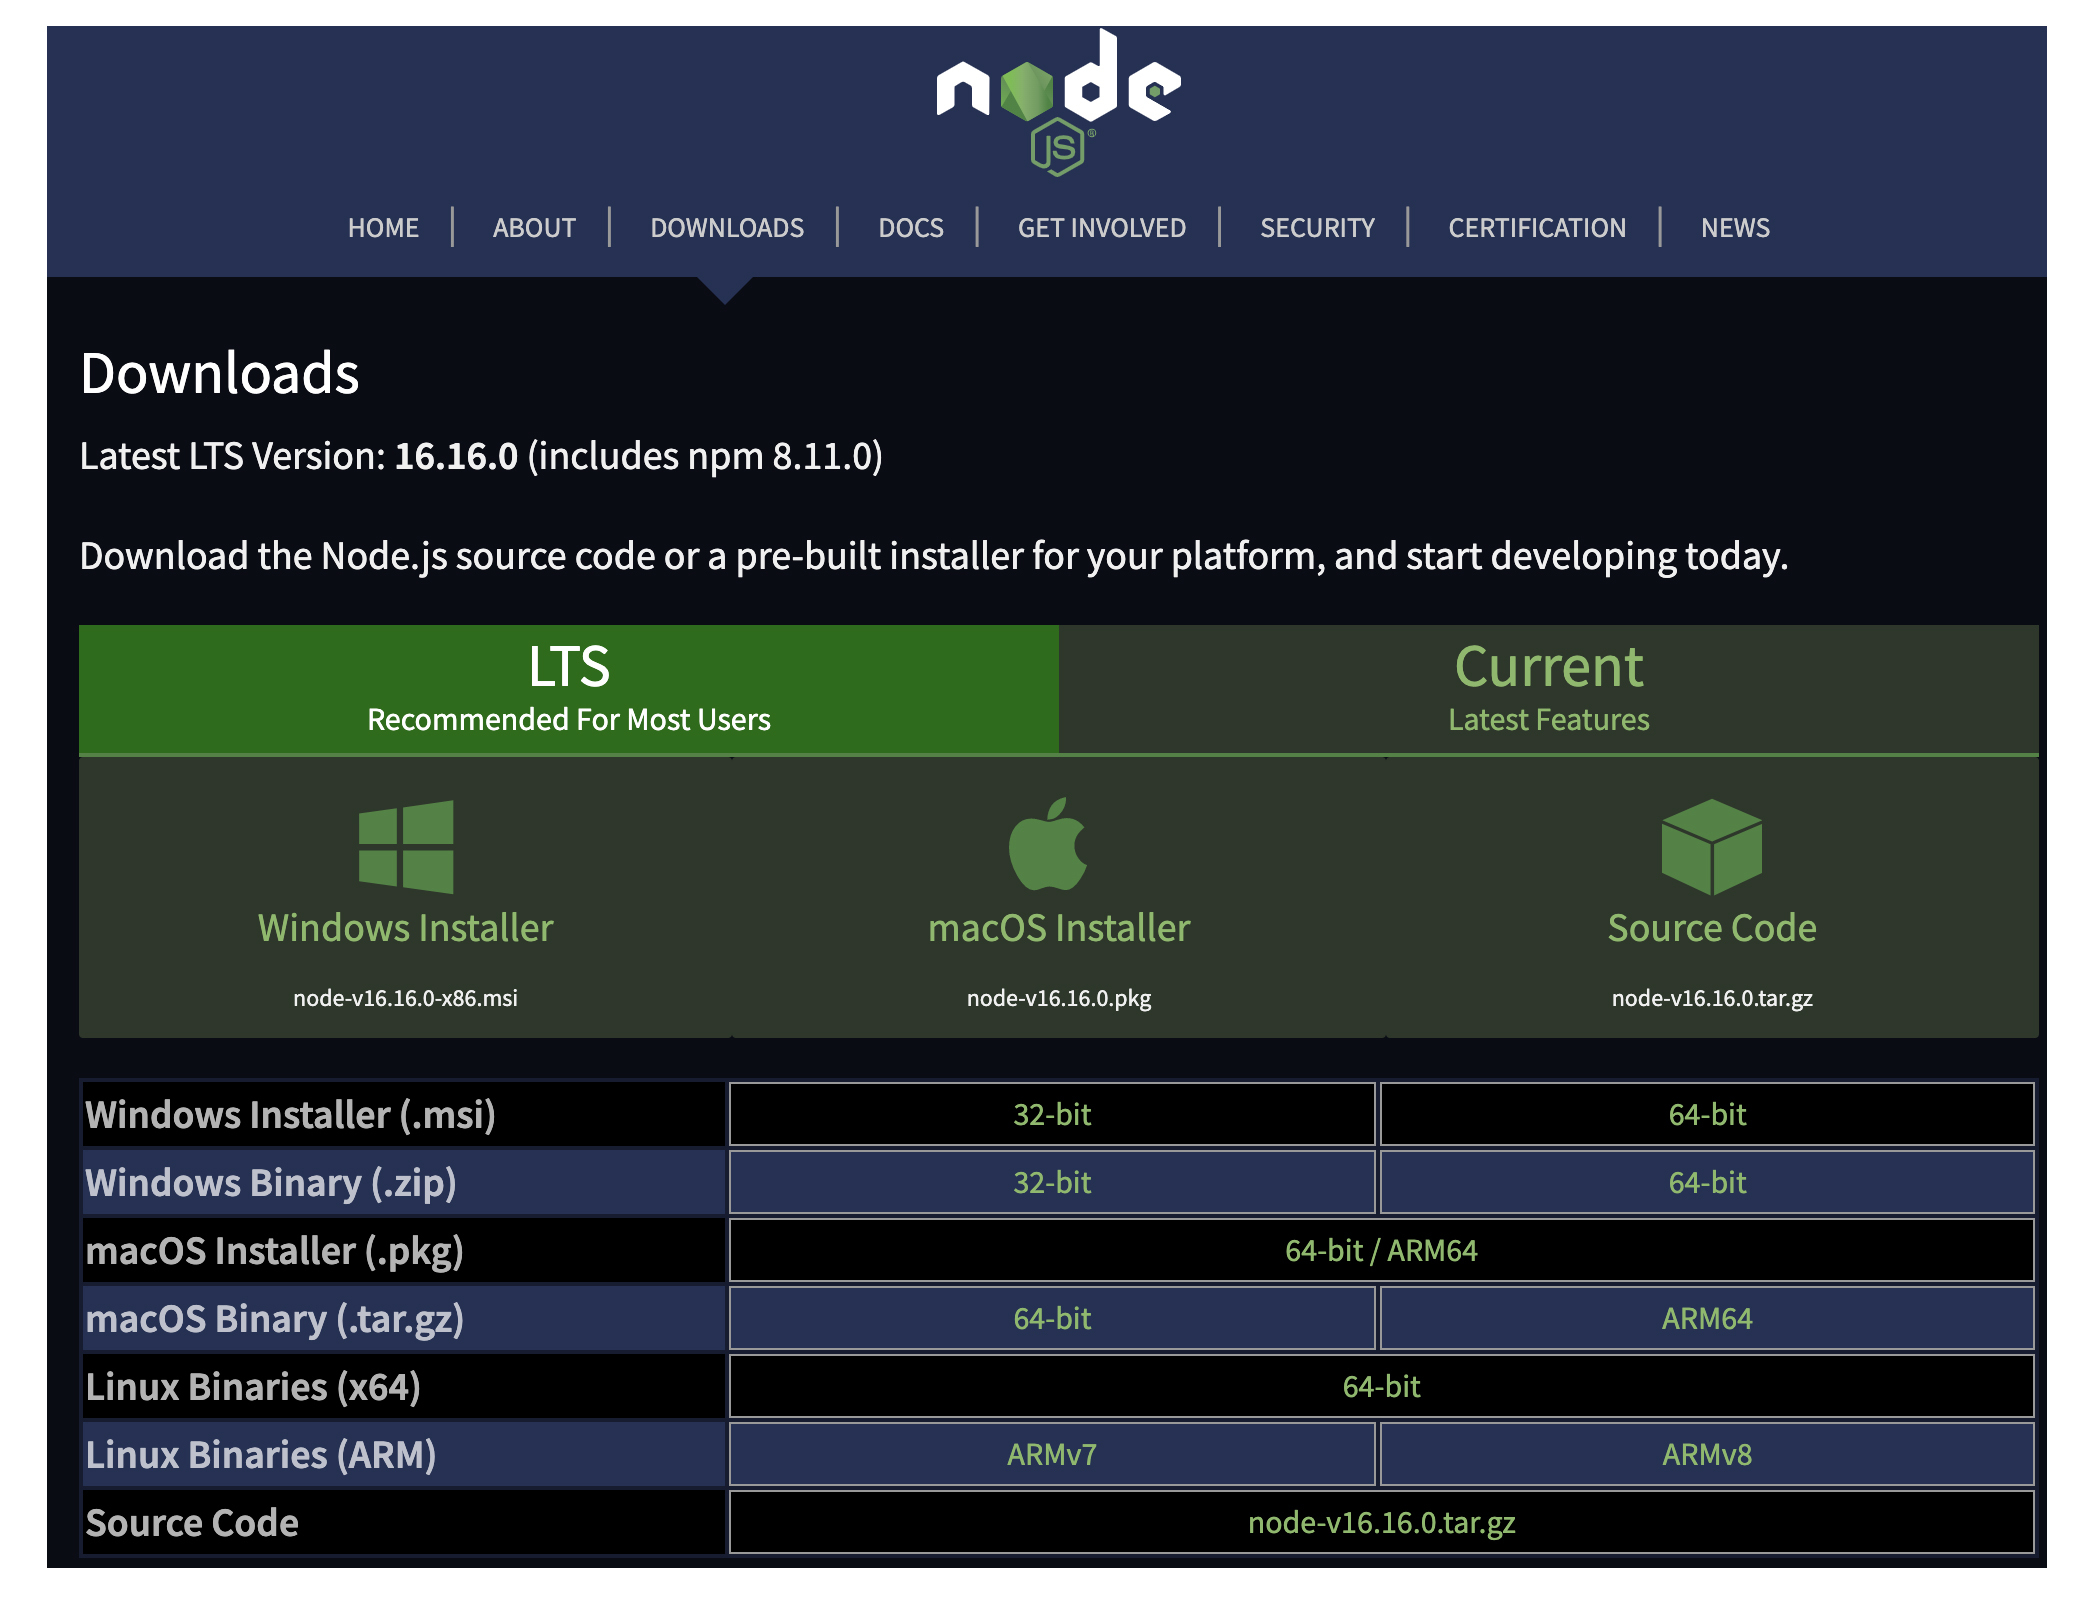 node
JS®
HOME ABOUT DOWNLOADS DOCS GET INVOLVED SECURITY CERTIFICATION NEWS
Downloads
Latest LTS Version: 16.16.0 (includes npm 8.11.0)
Download the Node.js source code or a pre-built installer for your platform, and start developing today.
LTS
Recommended For Most Users
Current
Latest Features
Windows Installer
node-v16.16.0-x86.msi
macOS Installer
node-v16.16.0.pkg
Source Code
node-v16.16.0.tar.gz
Windows Installer (.msi) 32-bit 64-bit
Windows Binary (.zip) 32-bit 64-bit
macOS Installer (.pkg) 64-bit / ARM64
macOS Binary (.tar.gz) 64-bit ARM64
Linux Binaries (x64) 64-bit
Linux Binaries (ARM) ARMv7 ARMv8
Source Code node-v16.16.0.tar.gz